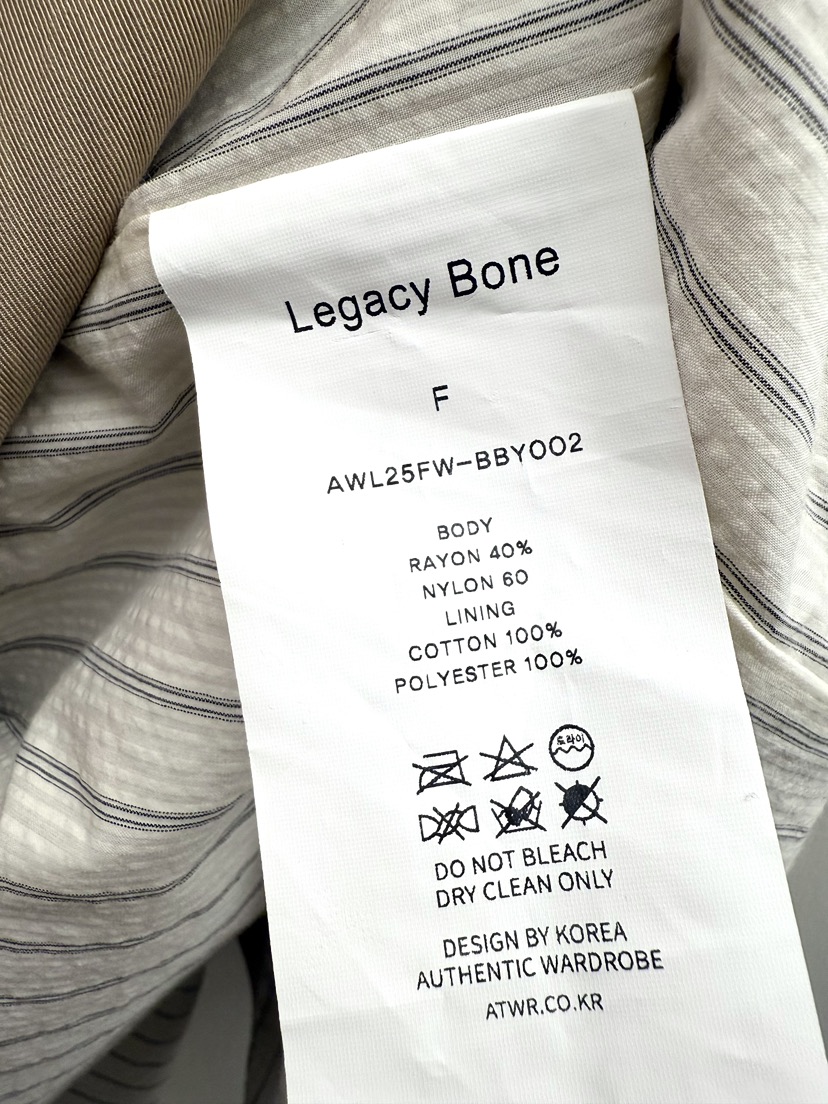 Legacy Bone
F
AWL25FW-BBY002
BODY
RAYON 40%
NYLON 60
LINING
COTTON 100%
POLYESTER 100%
드라이
DO NOT BLEACH
DRY CLEAN ONLY
DESIGN BY KOREA
AUTHENTIC WARDROBE
ATWR.CO.KR